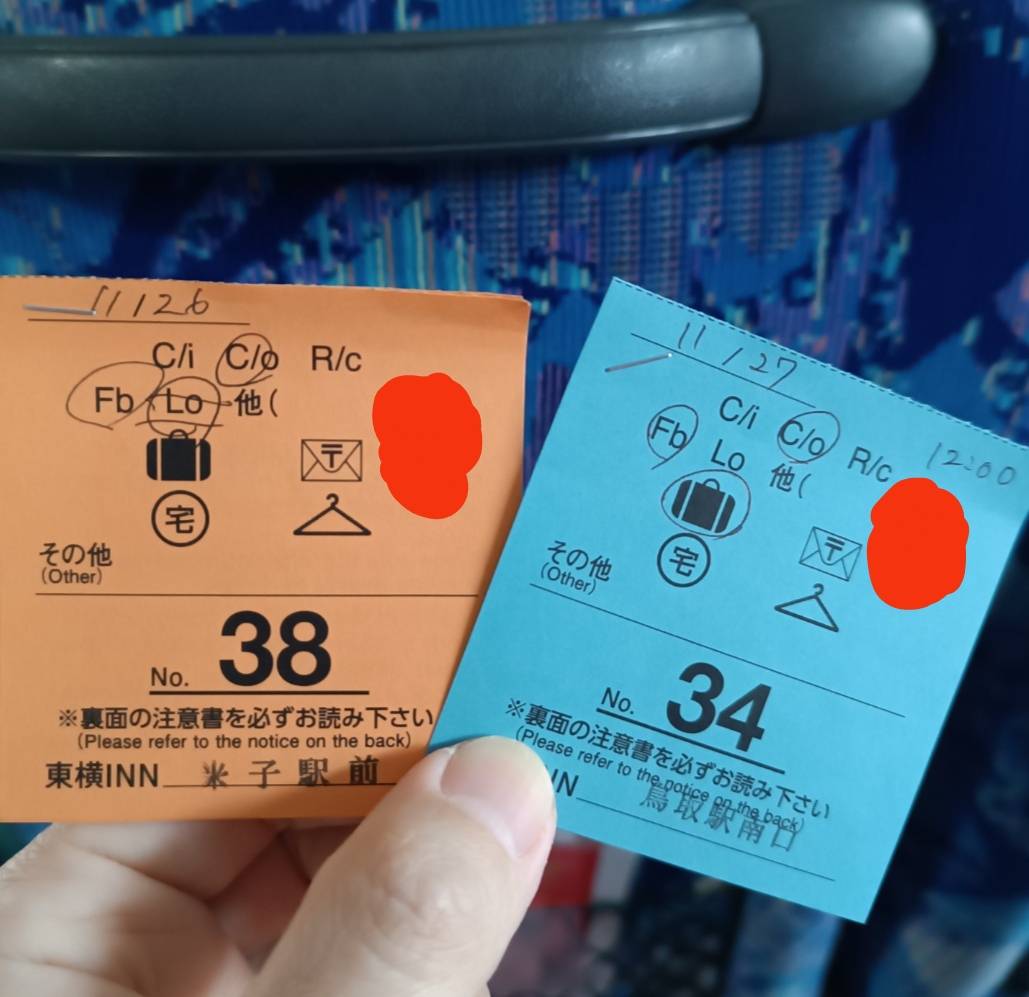 11/26
C/i C/o R/c
Fb Lo 他(
〒
宅
その他
(Other)
No. 38
※裏面の注意書を必ずお読み下さい
(Please refer to the notice on the back)
東横INN 米子駅前
11/27
C/i C/o R/c 12:00
Fb Lo 他(
〒
宅
その他
(Other)
No. 34
※裏面の注意書を必ずお読み下さい
(Please refer to the notice on the back)
INN 鳥取駅南口